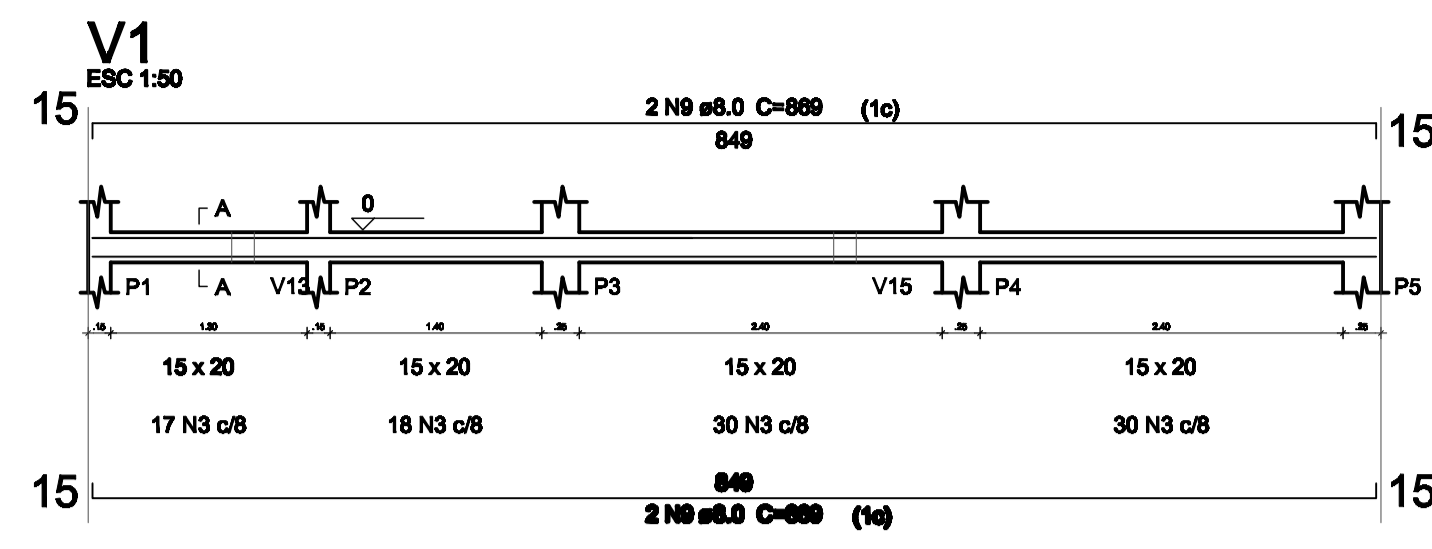 V1
ESC 1:50
15
2 N9 ø8.0 C=869 (1c)
15
849
A
0
A
P1
V13
P2
P3
V15
P4
P5
.15 1.30 .15 1.40 .25 2.40 .25 2.40 .25
15 x 20 15 x 20 15 x 20 15 x 20
17 N3 c/8 18 N3 c/8 30 N3 c/8 30 N3 c/8
15
849
15
2 N9 ø8.0 C=869 (1c)